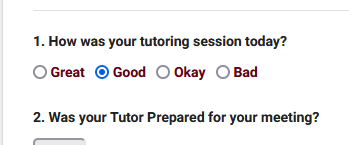 1. How was your tutoring session today?
Great Good Okay Bad
2. Was your Tutor Prepared for your meeting?